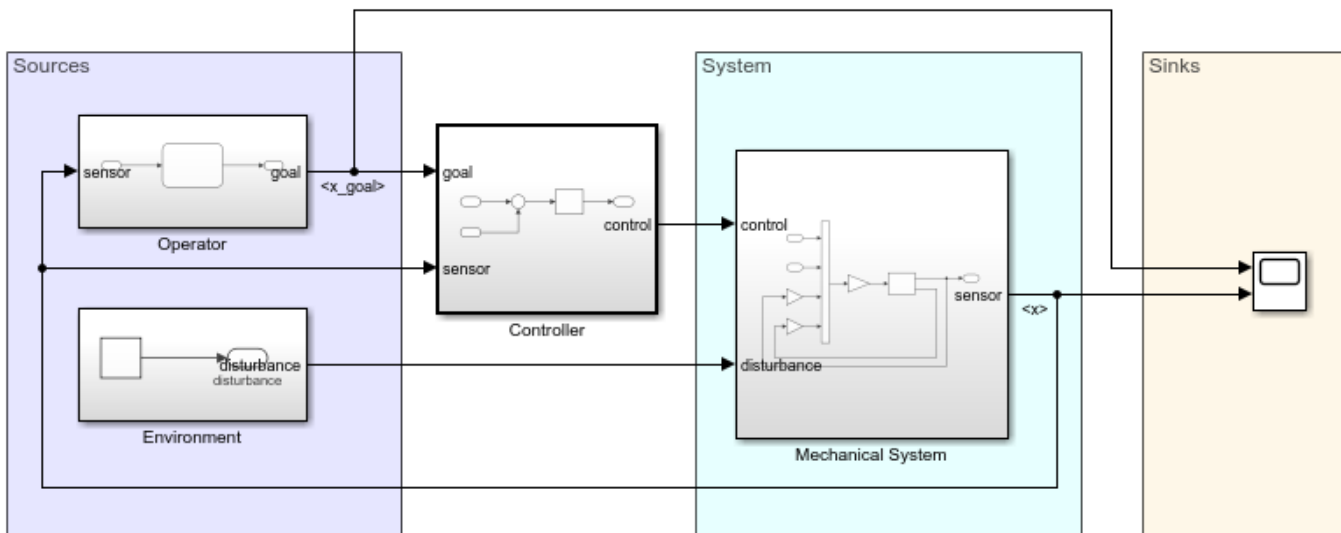 Sources
System
Sinks
sensor
goal
<x_goal>
Operator
goal
sensor
control
Controller
control
disturbance
sensor
<x>
Mechanical System
disturbance
disturbance
Environment